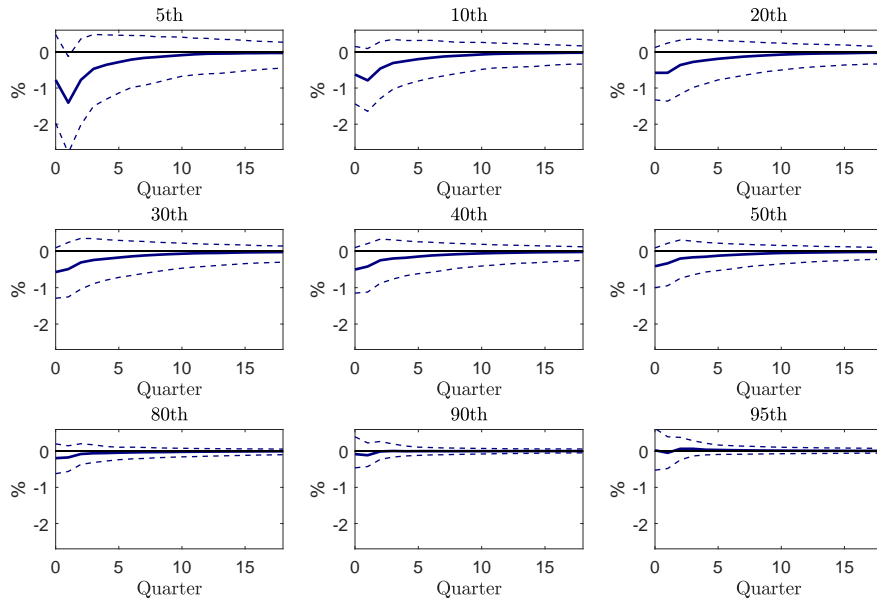 5th 10th 20th
0 0 0
% -1 % -1 % -1
-2 -2 -2
0 5 10 15 0 5 10 15 0 5 10 15
Quarter Quarter Quarter
30th 40th 50th
0 0 0
% -1 % -1 % -1
-2 -2 -2
0 5 10 15 0 5 10 15 0 5 10 15
Quarter Quarter Quarter
80th 90th 95th
0 0 0
% -1 % -1 % -1
-2 -2 -2
0 5 10 15 0 5 10 15 0 5 10 15
Quarter Quarter Quarter